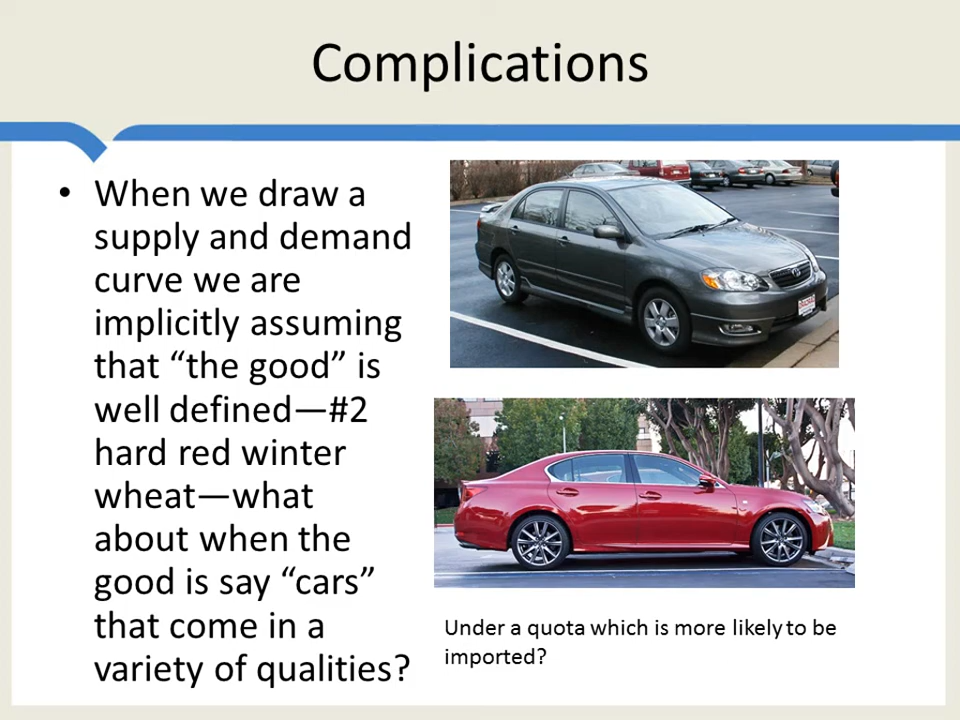 Complications
• When we draw a
supply and demand
curve we are
implicitly assuming
that “the good” is
well defined—#2
hard red winter
wheat—what
about when the
good is say “cars”
that come in a
variety of qualities?
Under a quota which is more likely to be
imported?